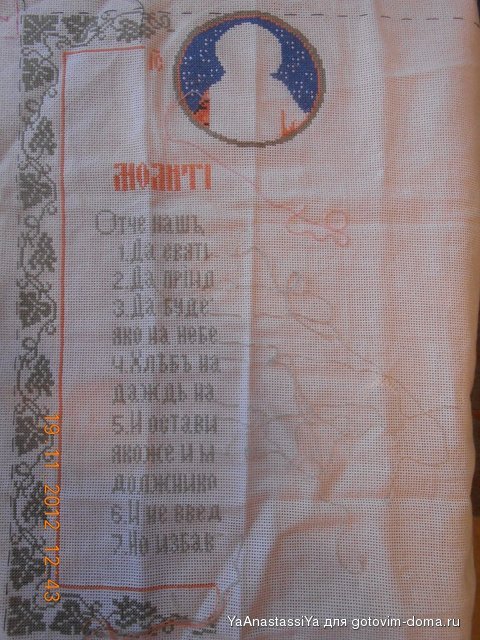 МОЛИТ
Отче нашъ,
1.Да свят
2.Да прїид
3.Да буде
яко на небе
4.Хлѣбъ на
даждь на
5.И остави
якоже и
должнико
6.И не введ
7.Но избав
19 11 2012 12:43
YaAnastassiYa для gotovim-doma.ru